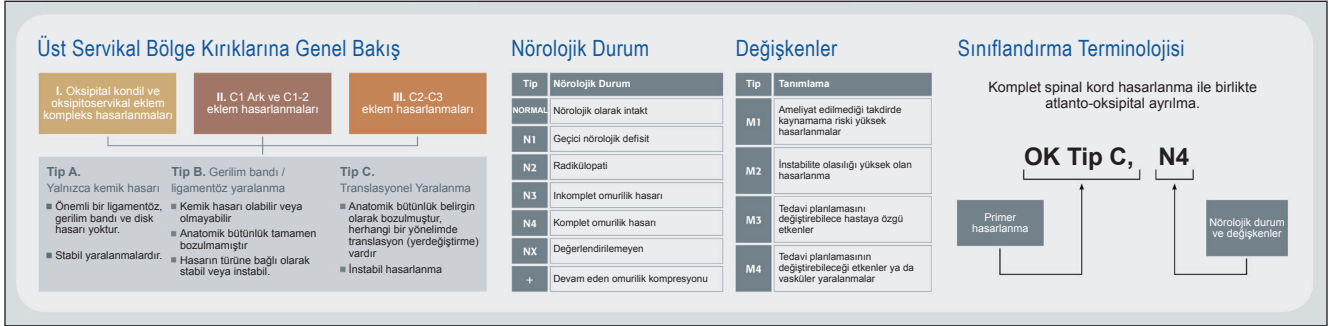 Üst Servikal Bölge Kırıklarına Genel Bakış
I. Oksipital kondil ve
oksipitoservikal eklem
kompleks hasarlanmaları
II. C1 Ark ve C1-2
eklem hasarlanmaları
III. C2-C3
eklem hasarlanmaları
Tip A.
Yalnızca kemik hasarı
■ Önemli bir ligamentöz,
gerilim bandı ve disk
hasarı yoktur.
■ Stabil yaralanmalardır.
Tip B. Gerilim bandı /
ligamentöz yaralanma
■ Kemik hasarı olabilir veya
olmayabilir
■ Anatomik bütünlük tamamen
bozulmamıştır
■ Hasarın türüne bağlı olarak
stabil veya instabil.
Tip C.
Translasyonel Yaralanma
■ Anatomik bütünlük belirgin
olarak bozulmuştur,
herhangi bir yönelimde
translasyon (yerdeğiştirme)
vardır
■ İnstabil hasarlanma
Nörolojik Durum
Tip Nörolojik Durum
NORMAL Nörolojik olarak intakt
N1 Geçici nörolojik defisit
N2 Radikülopati
N3 Inkomplet omurilik hasarı
N4 Komplet omurilik hasarı
NX Değerlendirilemeyen
+ Devam eden omurilik kompresyonu
Değişkenler
Tip Tanımlama
M1 Ameliyat edilmediği takdirde
kaynamama riski yüksek
hasarlanmalar
M2 İnstabilite olasılığı yüksek olan
hasarlanma
M3 Tedavi planlamasını
değiştirebilece hastaya özgü
etkenler
M4 Tedavi planlamasının
değiştirebileceği etkenler ya da
vasküler yaralanmalar
Sınıflandırma Terminolojisi
Komplet spinal kord hasarlanma ile birlikte
atlanto-oksipital ayrılma.
OK Tip C, N4
Primer
hasarlanma
Nörolojik durum
ve değişkenler